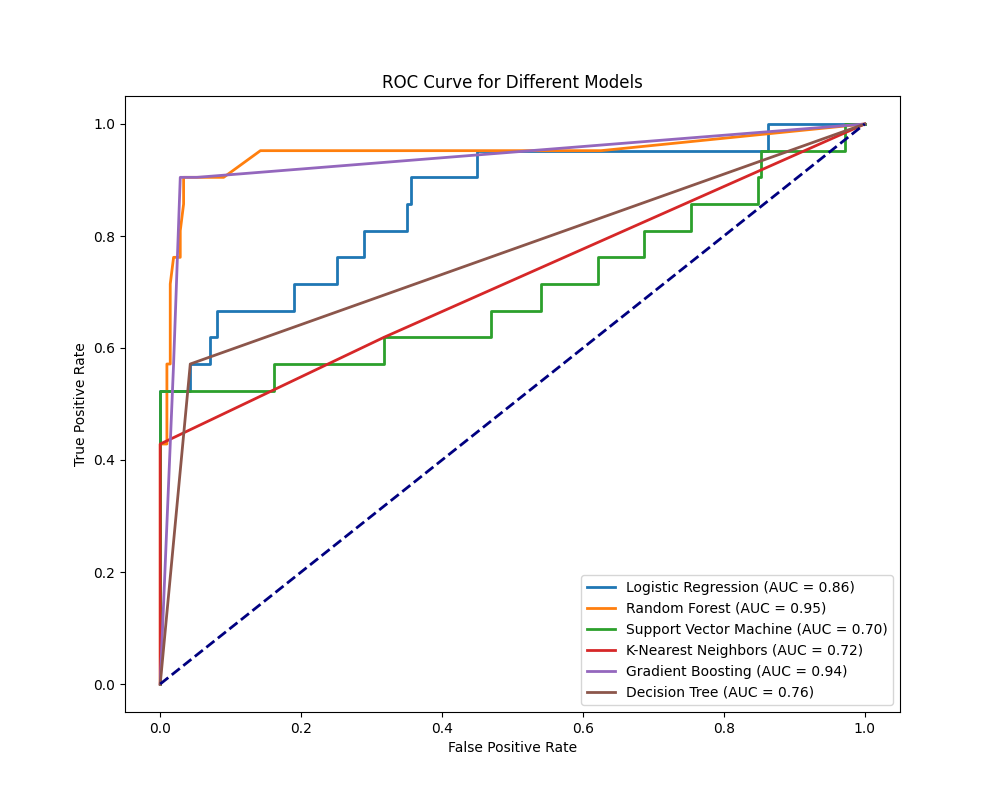 ROC Curve for Different Models
True Positive Rate
1.0
0.8
0.6
0.4
0.2
0.0
Logistic Regression (AUC = 0.86)
Random Forest (AUC = 0.95)
Support Vector Machine (AUC = 0.70)
K-Nearest Neighbors (AUC = 0.72)
Gradient Boosting (AUC = 0.94)
Decision Tree (AUC = 0.76)
0.0 0.2 0.4 0.6 0.8 1.0
False Positive Rate